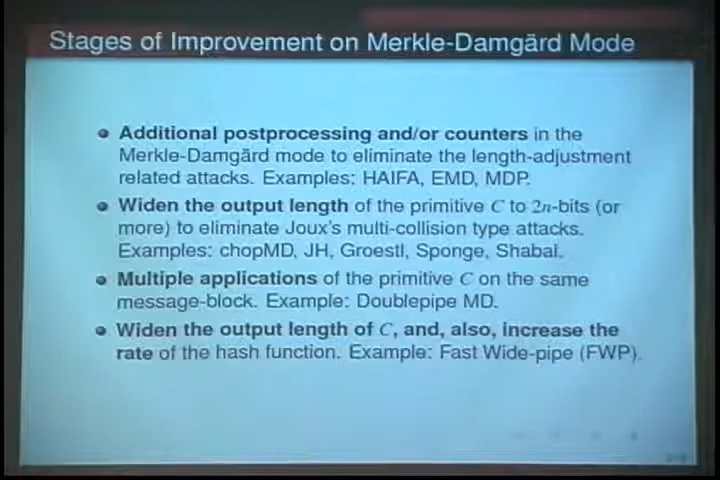 Stages of Improvement on Merkle-Damgärd Mode
Additional postprocessing and/or counters in the
Merkle-Damgärd mode to eliminate the length-adjustment
related attacks. Examples: HAIFA, EMD, MDP.
Widen the output length of the primitive C to 2n-bits (or
more) to eliminate Joux's multi-collision type attacks.
Examples: chopMD, JH, Groestl, Sponge, Shabal.
Multiple applications of the primitive C on the same
message-block. Example: Doublepipe MD.
Widen the output length of C, and, also, increase the
rate of the hash function. Example: Fast Wide-pipe (FWP).